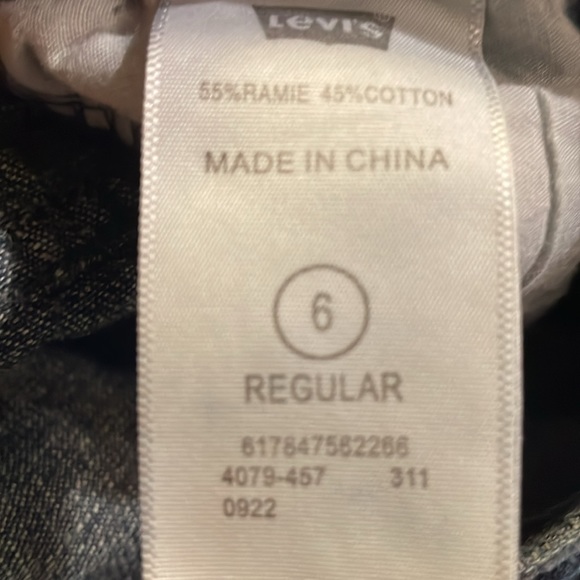 Levi's
55%RAMIE 45%COTTON
MADE IN CHINA
6
REGULAR
617847562266
4079-457 311
0922